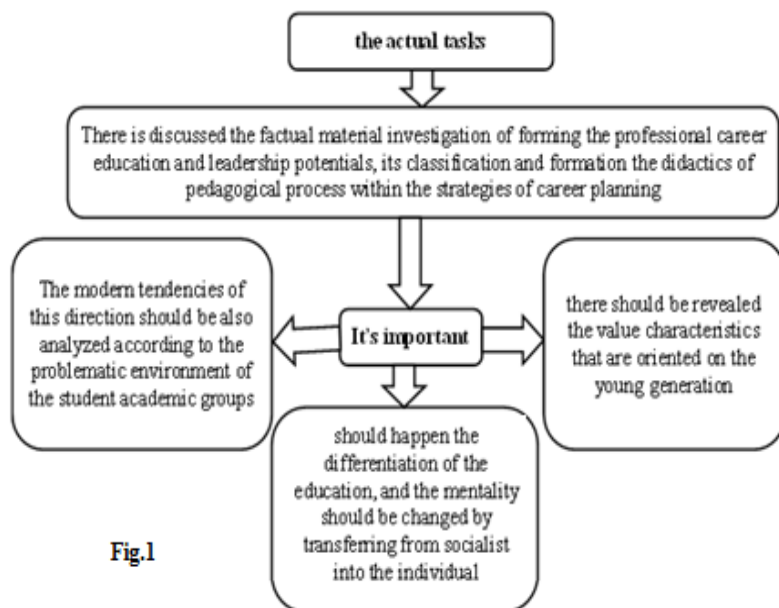 the actual tasks
There is discussed the factual material investigation of forming the professional career
education and leadership potentials, its classification and formation the didactics of
pedagogical process within the strategies of career planning
The modern tendencies of
this direction should be also
analyzed according to the
problematic environment of
the student academic groups
It's important
there should be revealed
the value characteristics
that are oriented on the
young generation
should happen the
differentiation of the
education, and the mentality
should be changed by
transferring from socialist
into the individual
Fig.1